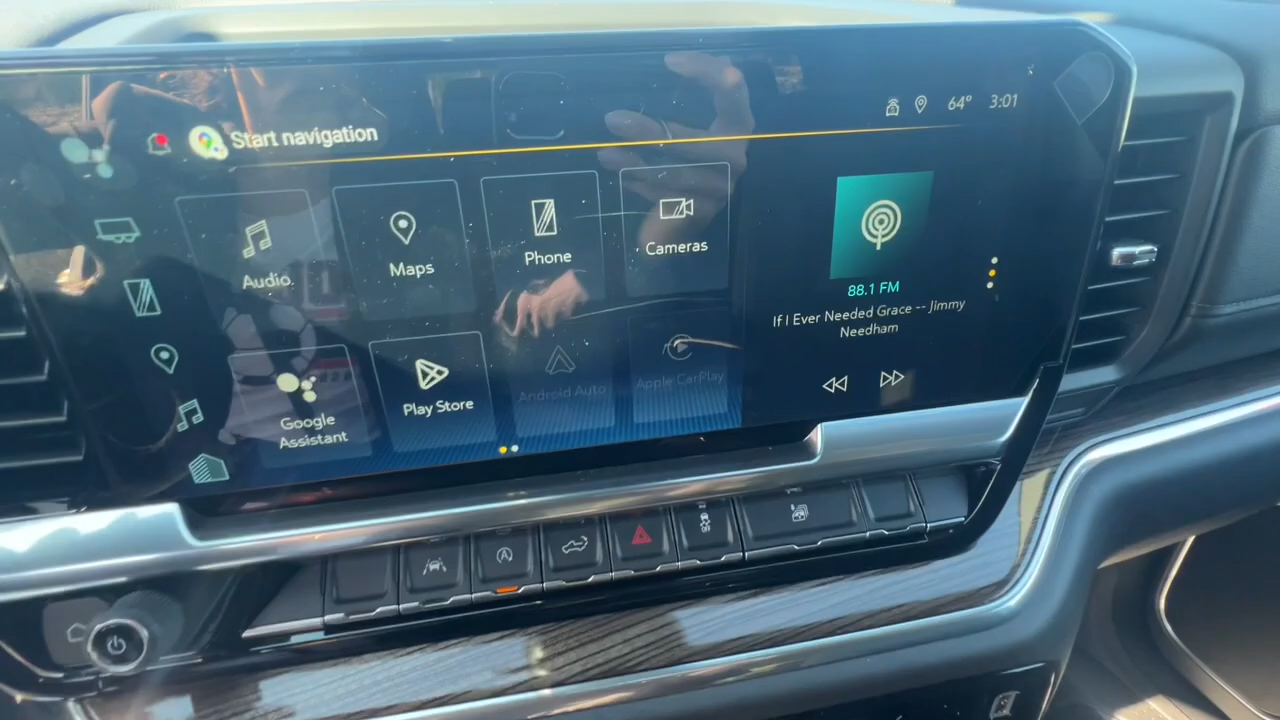 Start navigation
64° 3:01
Audio
Maps
Phone
Cameras
Google
Assistant
Play Store
Android Auto
Apple CarPlay
88.1 FM
If I Ever Needed Grace -- Jimmy
Needham